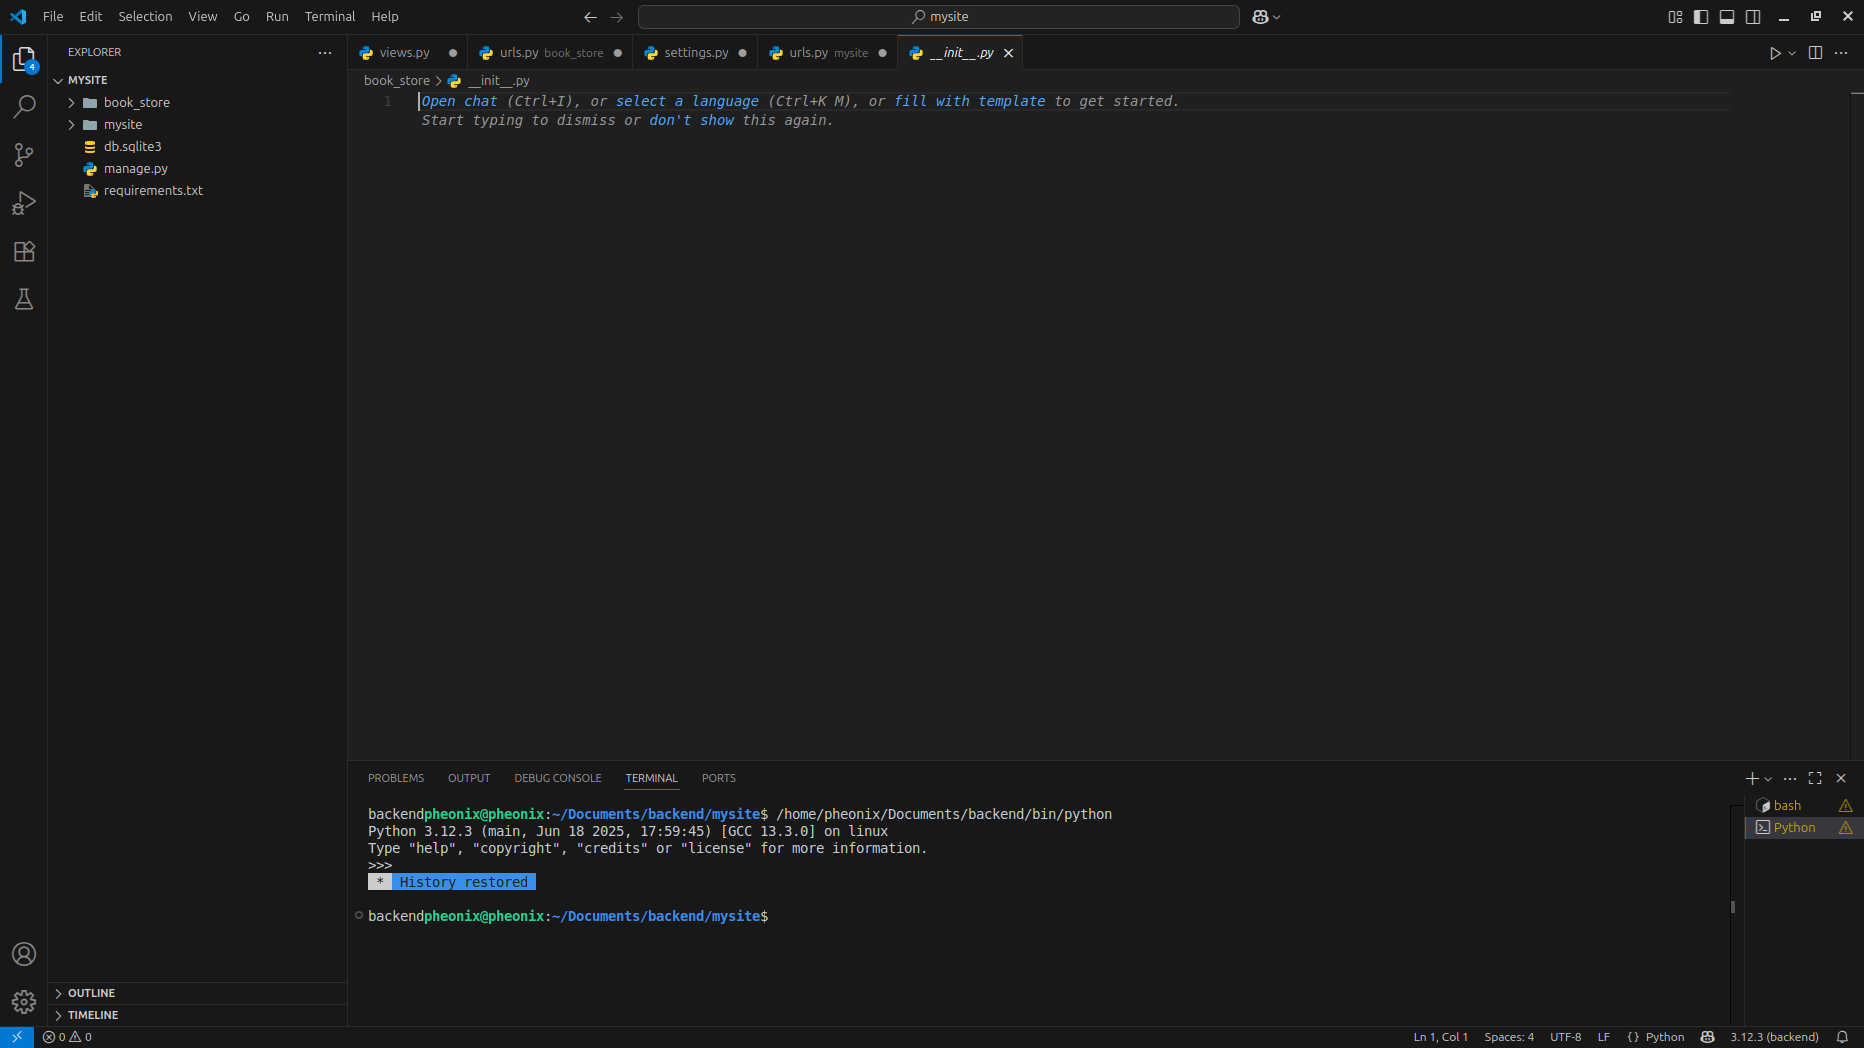 File Edit Selection View Go Run Terminal Help
mysite
EXPLORER
views.py
urls.py book_store
settings.py
urls.py mysite
__init__.py
4
MYSITE
book_store
mysite
db.sqlite3
manage.py
requirements.txt
book_store > __init__.py
1
Open chat (Ctrl+I), or select a language (Ctrl+K M), or fill with template to get started.
Start typing to dismiss or don't show this again.
PROBLEMS OUTPUT DEBUG CONSOLE TERMINAL PORTS
backendpheonix@pheonix:~/Documents/backend/mysite$ /home/pheonix/Documents/backend/bin/python
Python 3.12.3 (main, Jun 18 2025, 17:59:45) [GCC 13.3.0] on linux
Type "help", "copyright", "credits" or "license" for more information.
>>>
* History restored
backendpheonix@pheonix:~/Documents/backend/mysite$
bash
Python
OUTLINE
TIMELINE
0 0
Ln 1, Col 1 Spaces: 4 UTF-8 LF {} Python 3.12.3 (backend)